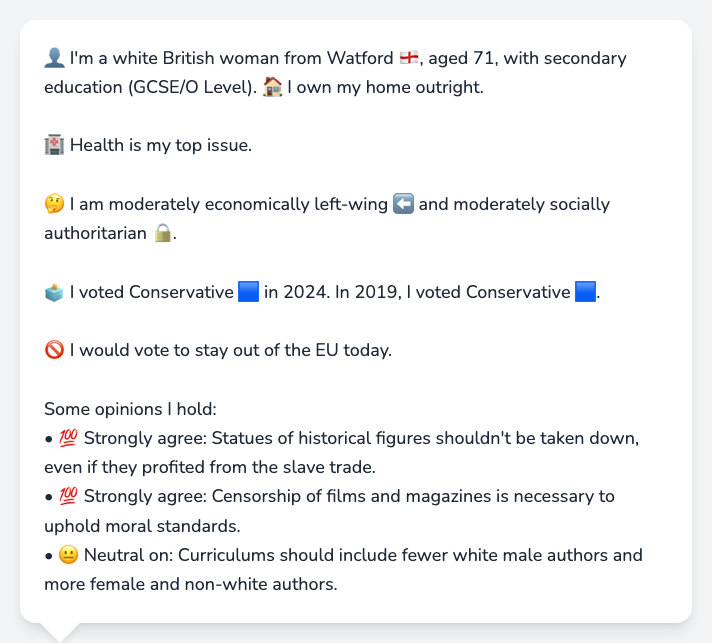 👤 I'm a white British woman from Watford 🏴󠁧󠁢󠁥󠁮󠁧󠁿, aged 71, with secondary
education (GCSE/O Level). 🏠 I own my home outright.
🏥 Health is my top issue.
🤔 I am moderately economically left-wing ⬅️ and moderately socially
authoritarian 🔒.
🗳️ I voted Conservative 🟦 in 2024. In 2019, I voted Conservative 🟦.
🚫 I would vote to stay out of the EU today.
Some opinions I hold:
• 💯 Strongly agree: Statues of historical figures shouldn't be taken down,
even if they profited from the slave trade.
• 💯 Strongly agree: Censorship of films and magazines is necessary to
uphold moral standards.
• 😐 Neutral on: Curriculums should include fewer white male authors and
more female and non-white authors.